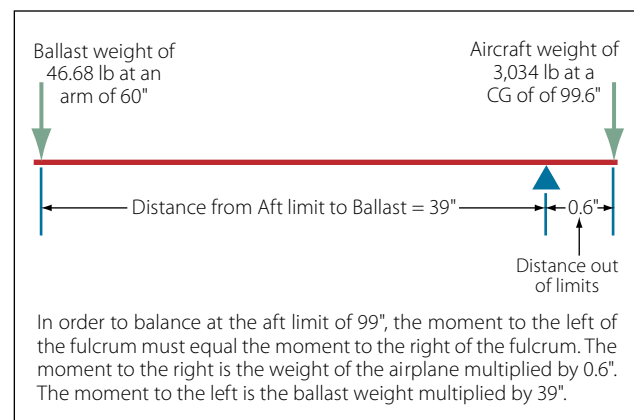 Ballast weight of
46.68 lb at an
arm of 60"
Aircraft weight of
3,034 lb at a
CG of of 99.6"
Distance from Aft limit to Ballast = 39"
0.6"
Distance out
of limits
In order to balance at the aft limit of 99", the moment to the left of
the fulcrum must equal the moment to the right of the fulcrum. The
moment to the right is the weight of the airplane multiplied by 0.6".
The moment to the left is the ballast weight multiplied by 39".